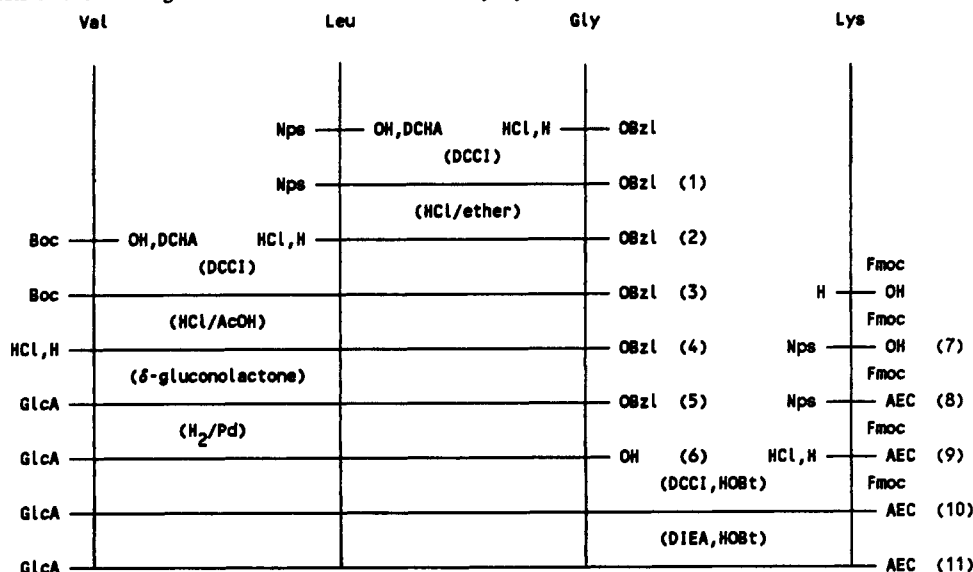 Val Leu Gly Lys
Nps OH,DCHA HCl,H OBzl
(DCCI)
Nps OBzl (1)
(HCl/ether)
Boc OH,DCHA HCl,H OBzl (2)
(DCCI) Fmoc
Boc OBzl (3) H OH
(HCl/AcOH) Fmoc
HCl,H OBzl (4) Nps OH (7)
(δ-gluconolactone) Fmoc
GlcA OBzl (5) Nps AEC (8)
(H2/Pd) Fmoc
GlcA OH (6) HCl,H AEC (9)
(DCCI,HOBt) Fmoc
GlcA AEC (10)
(DIEA,HOBt)
GlcA AEC (11)